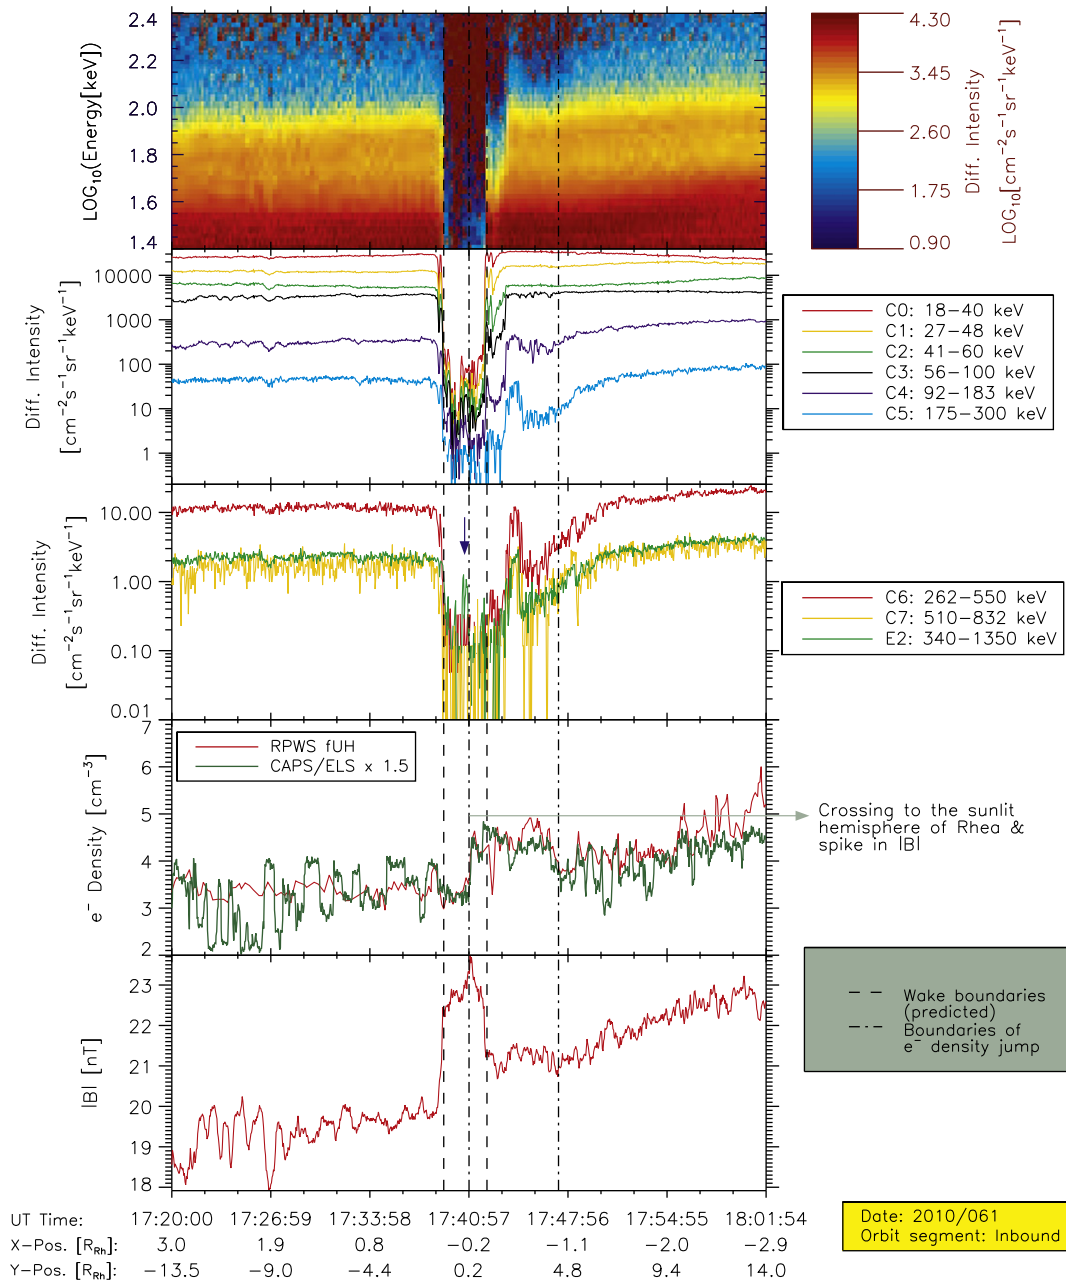 2.4
2.2
2.0
1.8
1.6
1.4
LOG10(Energy[keV])
4.30
3.45
2.60
1.75
0.90
Diff. Intensity
LOG10[cm−2s−1sr−1keV−1]
10000
1000
100
10
1
Diff. Intensity
[cm−2s−1sr−1keV−1]
C0: 18−40 keV
C1: 27−48 keV
C2: 41−60 keV
C3: 56−100 keV
C4: 92−183 keV
C5: 175−300 keV
10.00
1.00
0.10
0.01
Diff. Intensity
[cm−2s−1sr−1keV−1]
C6: 262−550 keV
C7: 510−832 keV
E2: 340−1350 keV
7
6
5
4
3
2
e− Density [cm−3]
RPWS fUH
CAPS/ELS x 1.5
Crossing to the sunlit
hemisphere of Rhea &
spike in |B|
23
22
21
20
19
18
|B| [nT]
Wake boundaries
(predicted)
Boundaries of
e− density jump
UT Time: 17:20:00 17:26:59 17:33:58 17:40:57 17:47:56 17:54:55 18:01:54
X−Pos. [RRh]: 3.0 1.9 0.8 −0.2 −1.1 −2.0 −2.9
Y−Pos. [RRh]: −13.5 −9.0 −4.4 0.2 4.8 9.4 14.0
Date: 2010/061
Orbit segment: Inbound